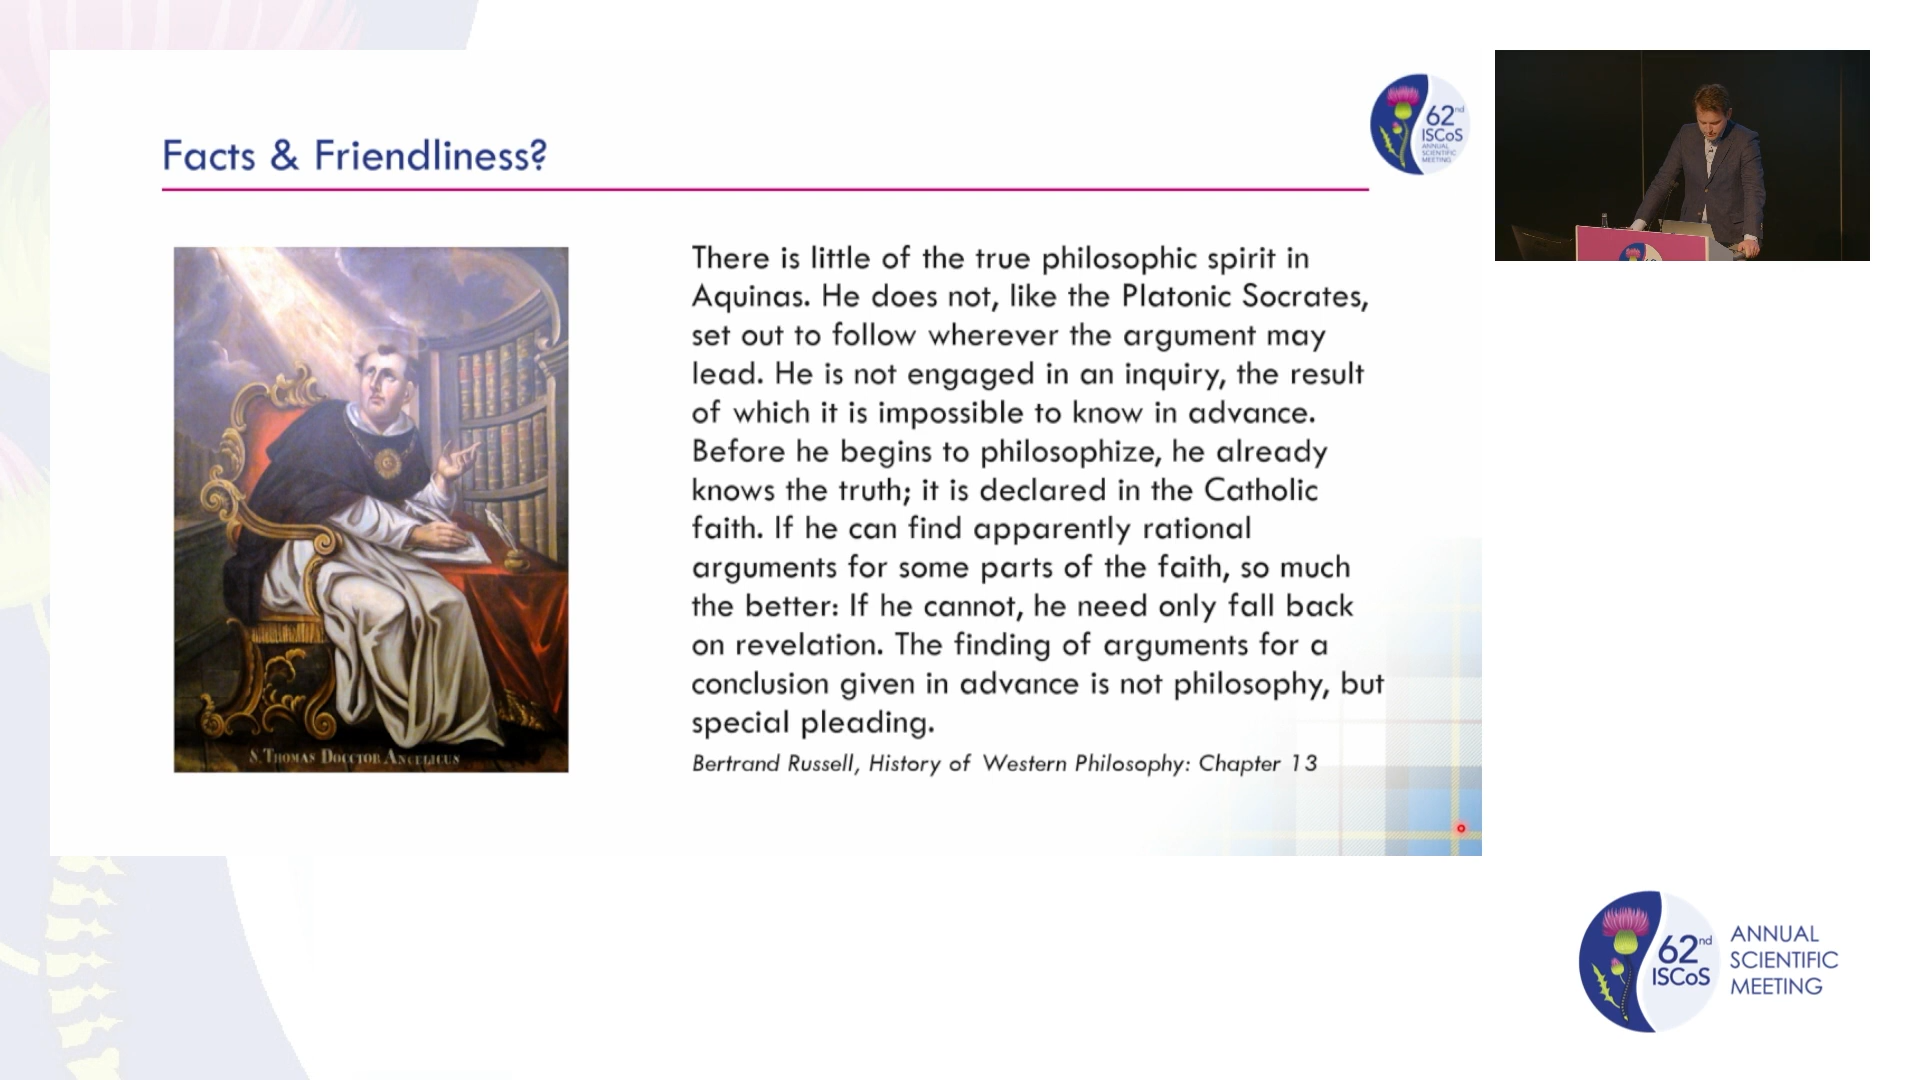 Facts & Friendliness?
62nd
ISCoS
ANNUAL
SCIENTIFIC
MEETING
There is little of the true philosophic spirit in
Aquinas. He does not, like the Platonic Socrates,
set out to follow wherever the argument may
lead. He is not engaged in an inquiry, the result
of which it is impossible to know in advance.
Before he begins to philosophize, he already
knows the truth; it is declared in the Catholic
faith. If he can find apparently rational
arguments for some parts of the faith, so much
the better: If he cannot, he need only fall back
on revelation. The finding of arguments for a
conclusion given in advance is not philosophy, but
special pleading.
Bertrand Russell, History of Western Philosophy: Chapter 13
S. THOMAS DOCCTOR ANGELICUS
62nd
ISCoS
ANNUAL
SCIENTIFIC
MEETING